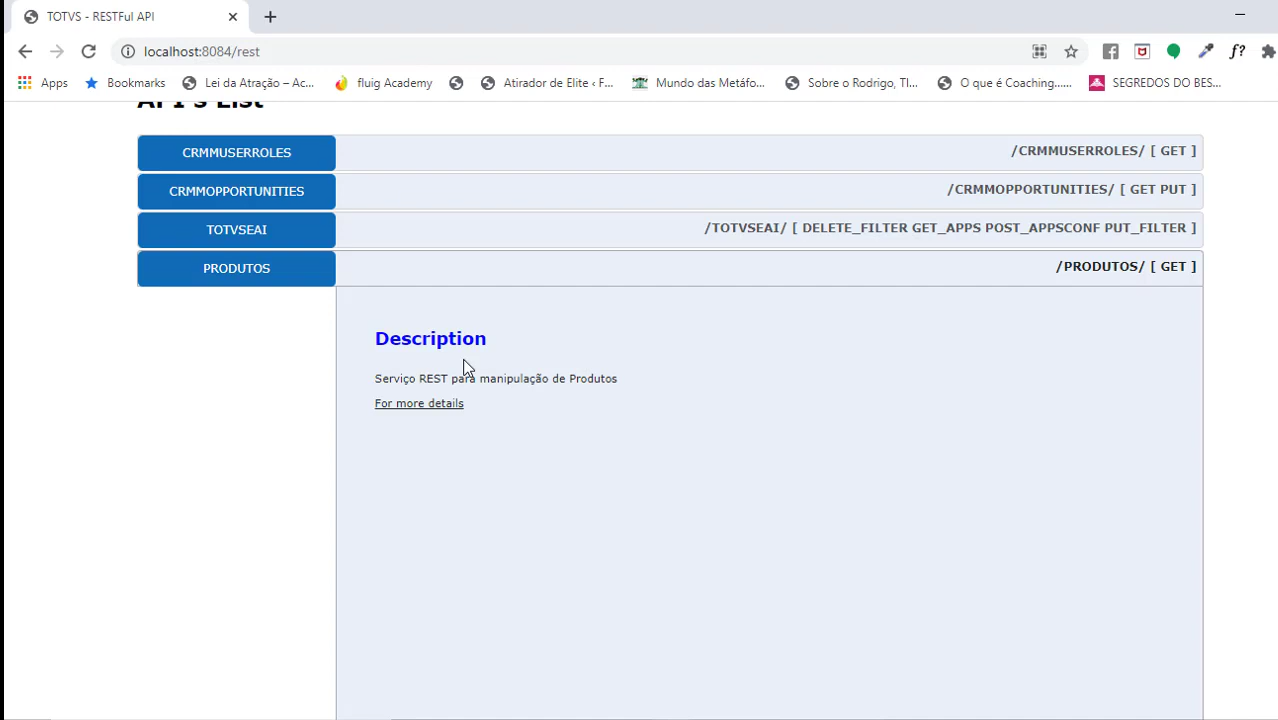 TOTVS - RESTFul API
localhost:8084/rest
f?
Apps
Bookmarks
Lei da Atração – Ac...
fluig Academy
Atirador de Elite ‹ F...
Mundo das Metáfo...
Sobre o Rodrigo, TI...
O que é Coaching......
SEGREDOS DO BES...
API's List
CRMMUSERROLES
/CRMMUSERROLES/ [ GET ]
CRMMOPPORTUNITIES
/CRMMOPPORTUNITIES/ [ GET PUT ]
TOTVSEAI
/TOTVSEAI/ [ DELETE_FILTER GET_APPS POST_APPSCONF PUT_FILTER ]
PRODUTOS
/PRODUTOS/ [ GET ]
Description
Serviço REST para manipulação de Produtos
For more details